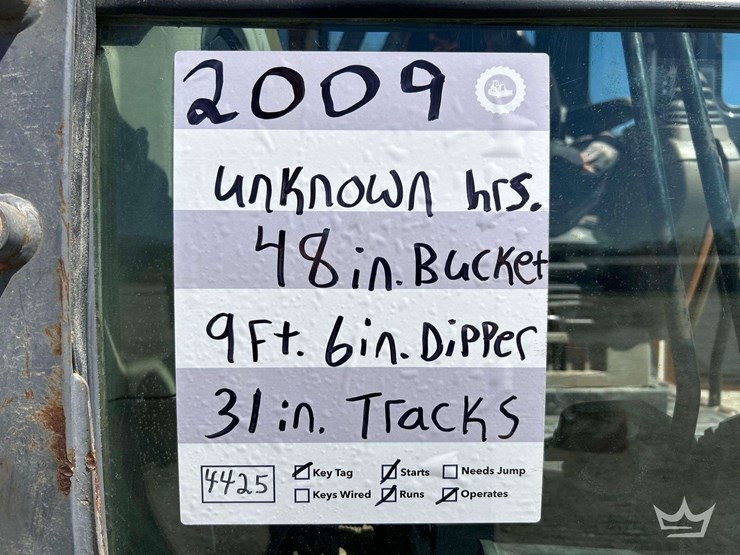 2009
unknown hrs.
48 in. Bucket
9 Ft. 6 in. Dipper
31 in. Tracks
4425 ☑ Key Tag ☑ Starts ☐ Needs Jump
☐ Keys Wired ☑ Runs ☑ Operates